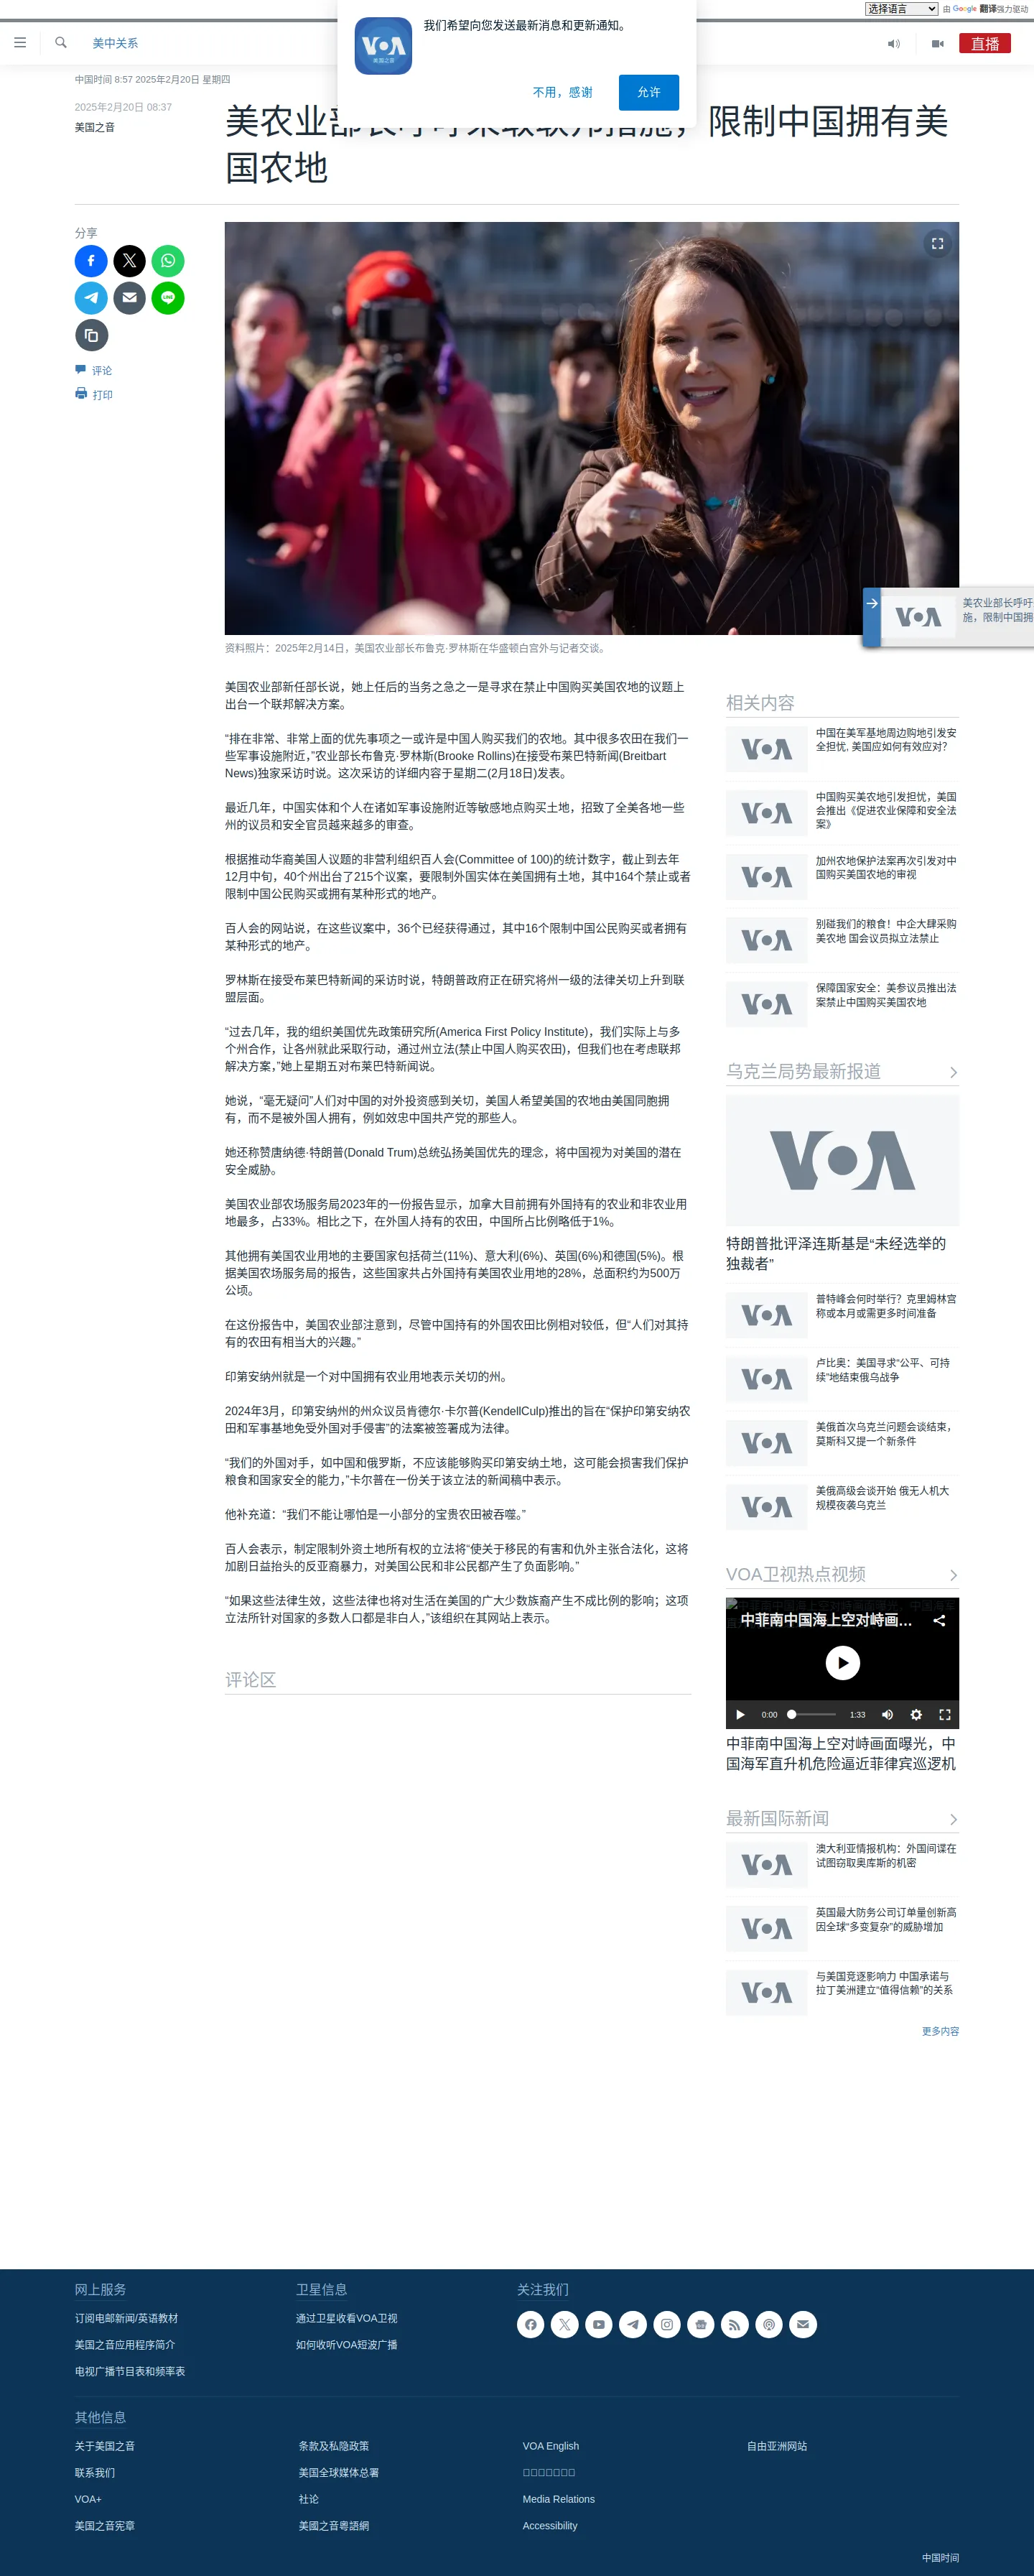 选择语言 由 Google 翻译强力驱动
美中关系
直播
VOA
美国之音
我们希望向您发送最新消息和更新通知。
不用，感谢
允许
中国时间 8:57 2025年2月20日 星期四
2025年2月20日 08:37
美国之音
美农业部长呼吁采取联邦措施，限制中国拥有美
国农地
分享
LINE
评论
打印
VOA
美农业部长呼吁
施，限制中国拥
资料照片：2025年2月14日，美国农业部长布鲁克·罗林斯在华盛顿白宫外与记者交谈。
美国农业部新任部长说，她上任后的当务之急之一是寻求在禁止中国购买美国农地的议题上
出台一个联邦解决方案。
“排在非常、非常上面的优先事项之一或许是中国人购买我们的农地。其中很多农田在我们一
些军事设施附近，”农业部长布鲁克·罗林斯(Brooke Rollins)在接受布莱巴特新闻(Breitbart
News)独家采访时说。这次采访的详细内容于星期二(2月18日)发表。
最近几年，中国实体和个人在诸如军事设施附近等敏感地点购买土地，招致了全美各地一些
州的议员和安全官员越来越多的审查。
根据推动华裔美国人议题的非营利组织百人会(Committee of 100)的统计数字，截止到去年
12月中旬，40个州出台了215个议案，要限制外国实体在美国拥有土地，其中164个禁止或者
限制中国公民购买或拥有某种形式的地产。
百人会的网站说，在这些议案中，36个已经获得通过，其中16个限制中国公民购买或者拥有
某种形式的地产。
罗林斯在接受布莱巴特新闻的采访时说，特朗普政府正在研究将州一级的法律关切上升到联
盟层面。
“过去几年，我的组织美国优先政策研究所(America First Policy Institute)，我们实际上与多
个州合作，让各州就此采取行动，通过州立法(禁止中国人购买农田)，但我们也在考虑联邦
解决方案，”她上星期五对布莱巴特新闻说。
她说，“毫无疑问”人们对中国的对外投资感到关切，美国人希望美国的农地由美国同胞拥
有，而不是被外国人拥有，例如效忠中国共产党的那些人。
她还称赞唐纳德·特朗普(Donald Trum)总统弘扬美国优先的理念，将中国视为对美国的潜在
安全威胁。
美国农业部农场服务局2023年的一份报告显示，加拿大目前拥有外国持有的农业和非农业用
地最多，占33%。相比之下，在外国人持有的农田，中国所占比例略低于1%。
其他拥有美国农业用地的主要国家包括荷兰(11%)、意大利(6%)、英国(6%)和德国(5%)。根
据美国农场服务局的报告，这些国家共占外国持有美国农业用地的28%，总面积约为500万
公顷。
在这份报告中，美国农业部注意到，尽管中国持有的外国农田比例相对较低，但“人们对其持
有的农田有相当大的兴趣。”
印第安纳州就是一个对中国拥有农业用地表示关切的州。
2024年3月，印第安纳州的州众议员肯德尔·卡尔普(KendellCulp)推出的旨在“保护印第安纳农
田和军事基地免受外国对手侵害”的法案被签署成为法律。
“我们的外国对手，如中国和俄罗斯，不应该能够购买印第安纳土地，这可能会损害我们保护
粮食和国家安全的能力，”卡尔普在一份关于该立法的新闻稿中表示。
他补充道：“我们不能让哪怕是一小部分的宝贵农田被吞噬。”
百人会表示，制定限制外资土地所有权的立法将“使关于移民的有害和仇外主张合法化，这将
加剧日益抬头的反亚裔暴力，对美国公民和非公民都产生了负面影响。”
“如果这些法律生效，这些法律也将对生活在美国的广大少数族裔产生不成比例的影响；这项
立法所针对国家的多数人口都是非白人，”该组织在其网站上表示。
评论区
相关内容
VOA
中国在美军基地周边购地引发安
全担忧, 美国应如何有效应对？
VOA
中国购买美农地引发担忧，美国
会推出《促进农业保障和安全法
案》
VOA
加州农地保护法案再次引发对中
国购买美国农地的审视
VOA
别碰我们的粮食！中企大肆采购
美农地 国会议员拟立法禁止
VOA
保障国家安全：美参议员推出法
案禁止中国购买美国农地
乌克兰局势最新报道
VOA
特朗普批评泽连斯基是“未经选举的
独裁者”
VOA
普特峰会何时举行？克里姆林宫
称或本月或需更多时间准备
VOA
卢比奥：美国寻求“公平、可持
续”地结束俄乌战争
VOA
美俄首次乌克兰问题会谈结束，
莫斯科又提一个新条件
VOA
美俄高级会谈开始 俄无人机大
规模夜袭乌克兰
VOA卫视热点视频
中菲南中国海上空对峙画...
0:00 1:33
中菲南中国海上空对峙画面曝光，中
国海军直升机危险逼近菲律宾巡逻机
最新国际新闻
VOA
澳大利亚情报机构：外国间谍在
试图窃取奥库斯的机密
VOA
英国最大防务公司订单量创新高
因全球“多变复杂”的威胁增加
VOA
与美国竞逐影响力 中国承诺与
拉丁美洲建立“值得信赖”的关系
更多内容
网上服务
订阅电邮新闻/英语教材
美国之音应用程序简介
电视广播节目表和频率表
卫星信息
通过卫星收看VOA卫视
如何收听VOA短波广播
关注我们
其他信息
关于美国之音
联系我们
VOA+
美国之音宪章
条款及私隐政策
美国全球媒体总署
社论
美國之音粵語網
VOA English
Media Relations
Accessibility
自由亚洲网站
中国时间